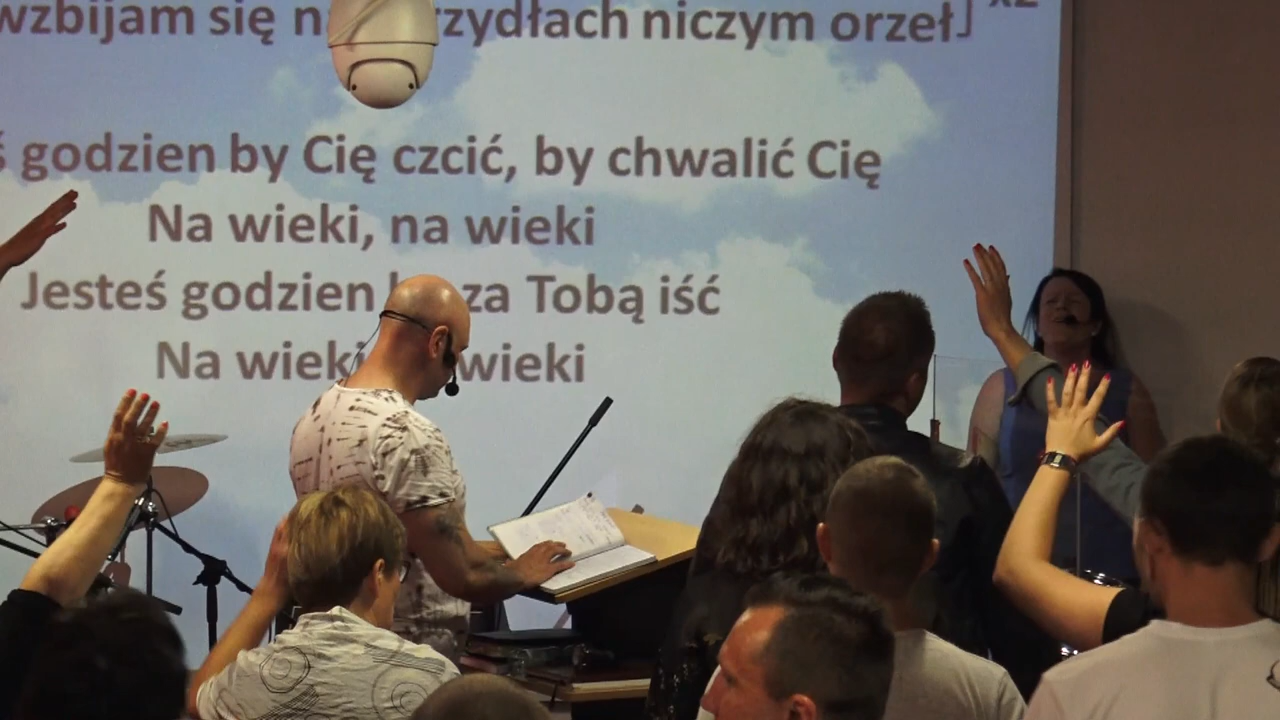 wzbijam się n rzydłach niczym orzeł⌋ x2
ś godzien by Cię czcić, by chwalić Cię
Na wieki, na wieki
Jesteś godzien b za Tobą iść
Na wieki wieki